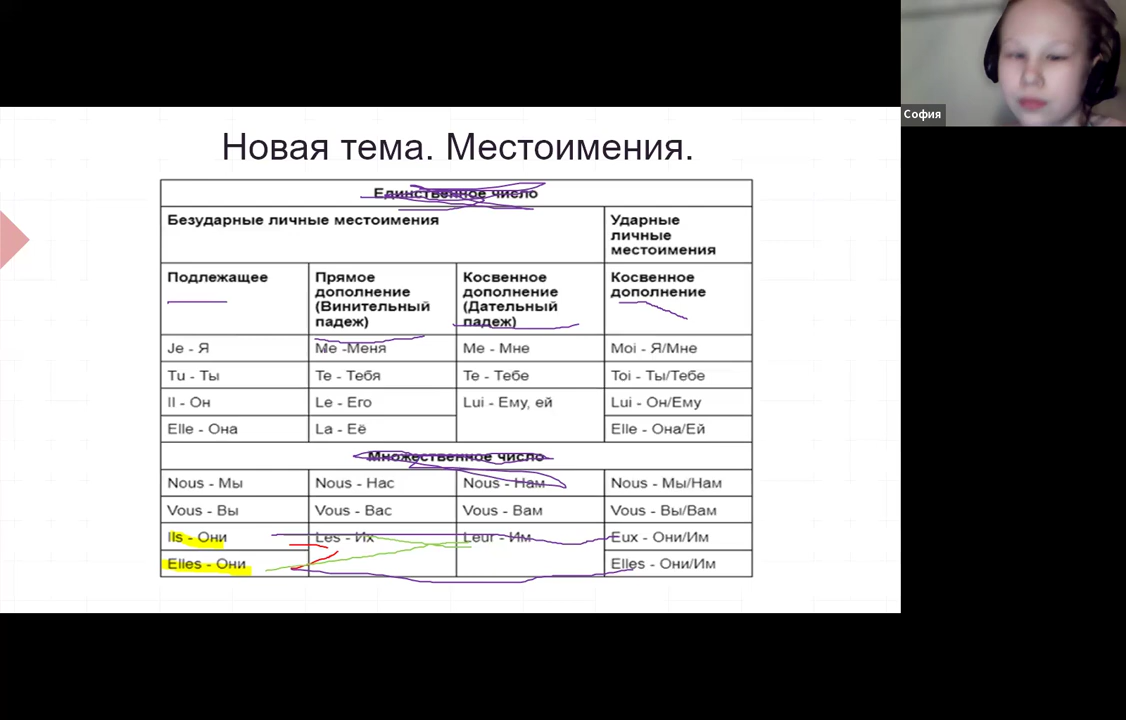 София
Новая тема. Местоимения.
Единственное число
Безударные личные местоимения
Ударные
личные
местоимения
Подлежащее
Прямое
дополнение
(Винительный
падеж)
Косвенное
дополнение
(Дательный
падеж)
Косвенное
дополнение
Je - Я
Me -Меня
Me - Мне
Moi - Я/Мне
Tu - Ты
Te - Тебя
Te - Тебе
Toi - Ты/Тебе
Il - Он
Le - Его
Lui - Ему, ей
Lui - Он/Ему
Elle - Она
La - Её
Elle - Она/Ей
Множественное число
Nous - Мы
Nous - Нас
Nous - Нам
Nous - Мы/Нам
Vous - Вы
Vous - Вас
Vous - Вам
Vous - Вы/Вам
Ils - Они
Les - Их
Leur - Им
Eux - Они/Им
Elles - Они
Elles - Они/Им